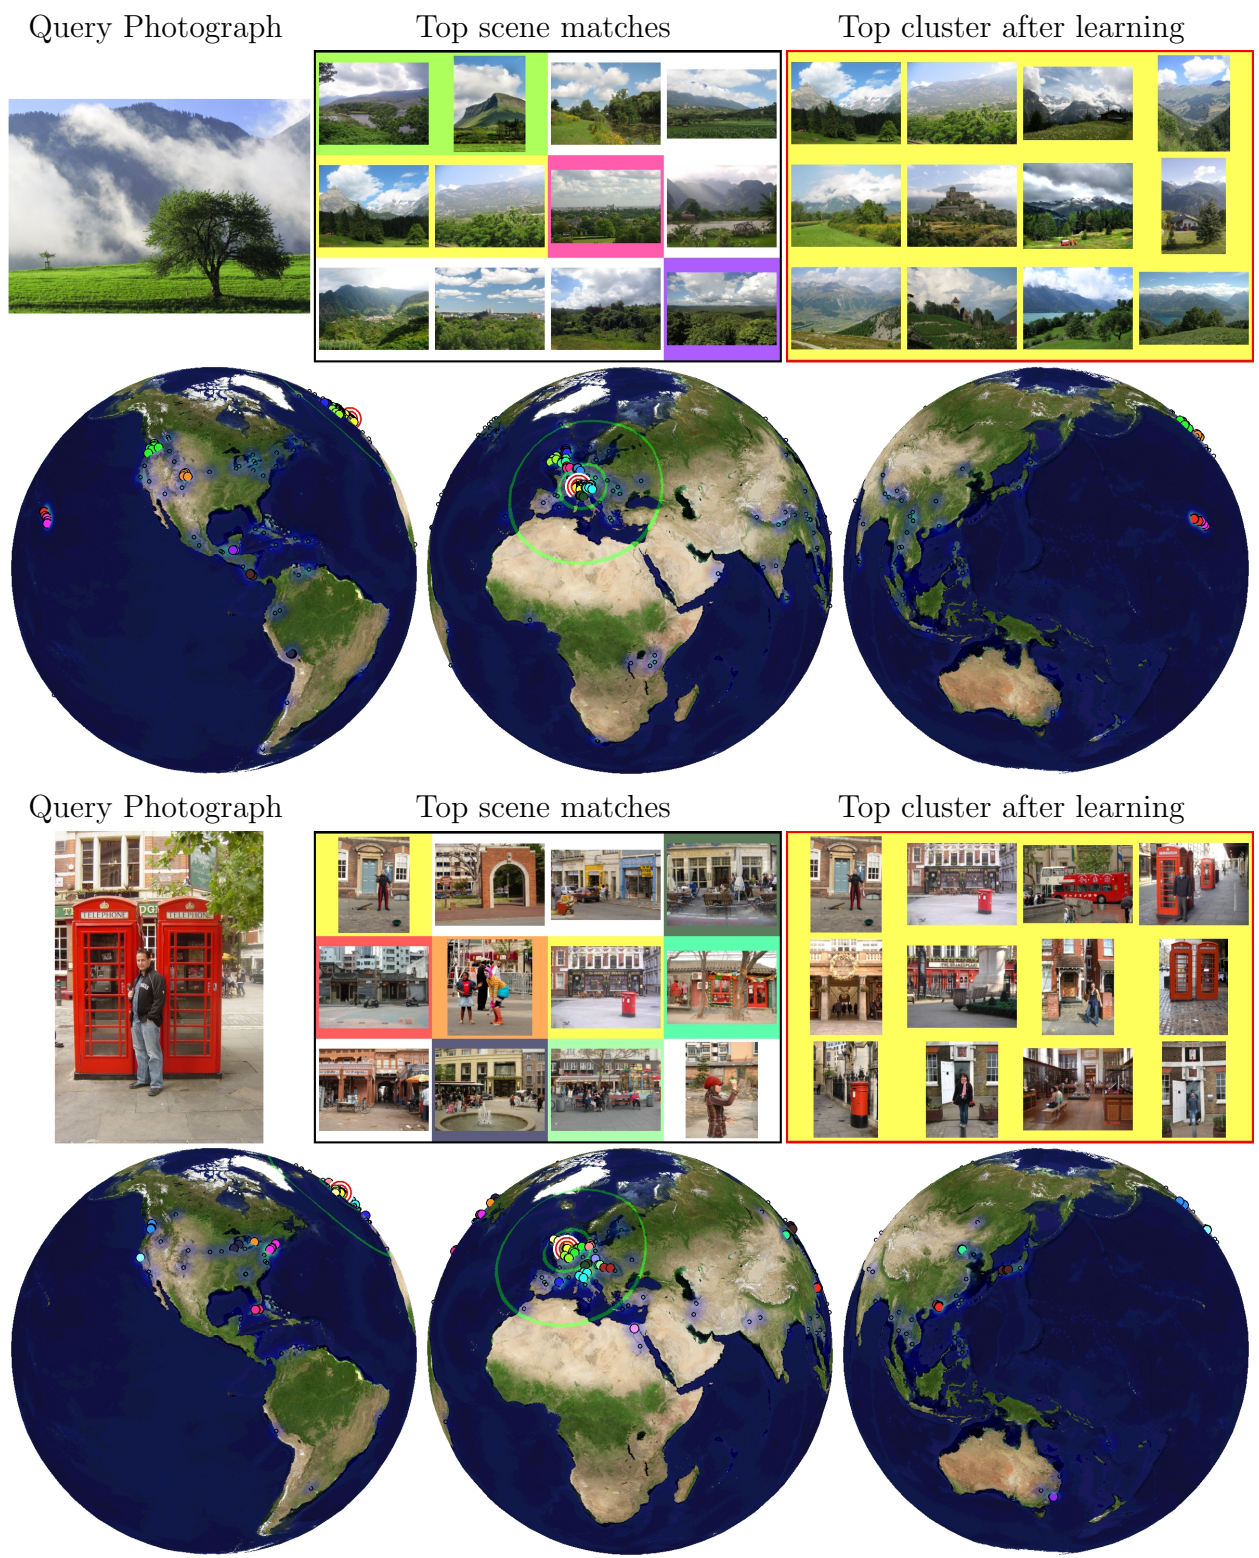 Query Photograph
Top scene matches
Top cluster after learning
Query Photograph
Top scene matches
Top cluster after learning
TELEPHONE
TELEPHONE